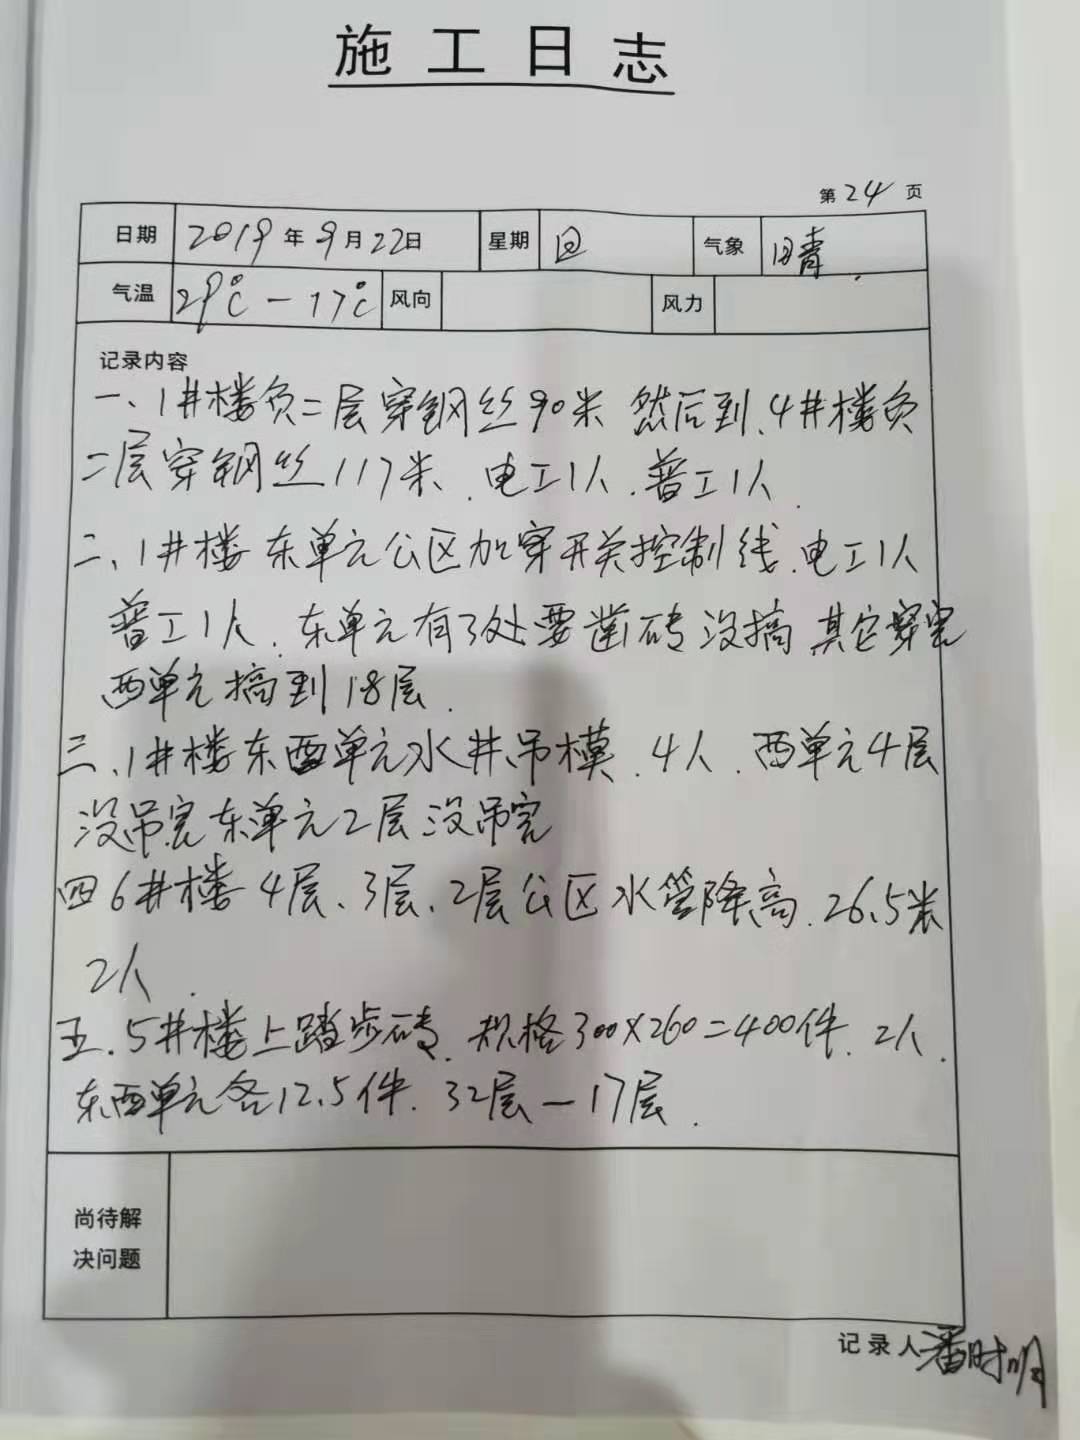 施工日志
第24页
日期 2019年9月22日 星期 日 气象 晴
气温 29℃－17℃ 风向 风力
记录内容
一、1井楼负二层穿钢丝90米 然后到、4井楼负
二层穿钢丝117米、电工1人、普工1人
二、1井楼东单元公区加穿开关控制线、电工1人
普工1人、东单元有3处要凿砖没搞 其它穿完
西单元搞到18层.
三、1井楼东西单元水井吊模、4人、西单元4层
没吊完东单元2层没吊完
四6井楼4层、3层、2层公区水管降高、26.5米
2人.
五、5井楼上踏步砖、规格300×260=400件、2人.
东西单元各12.5件、32层－17层.
尚待解
决问题
记录人潘时明